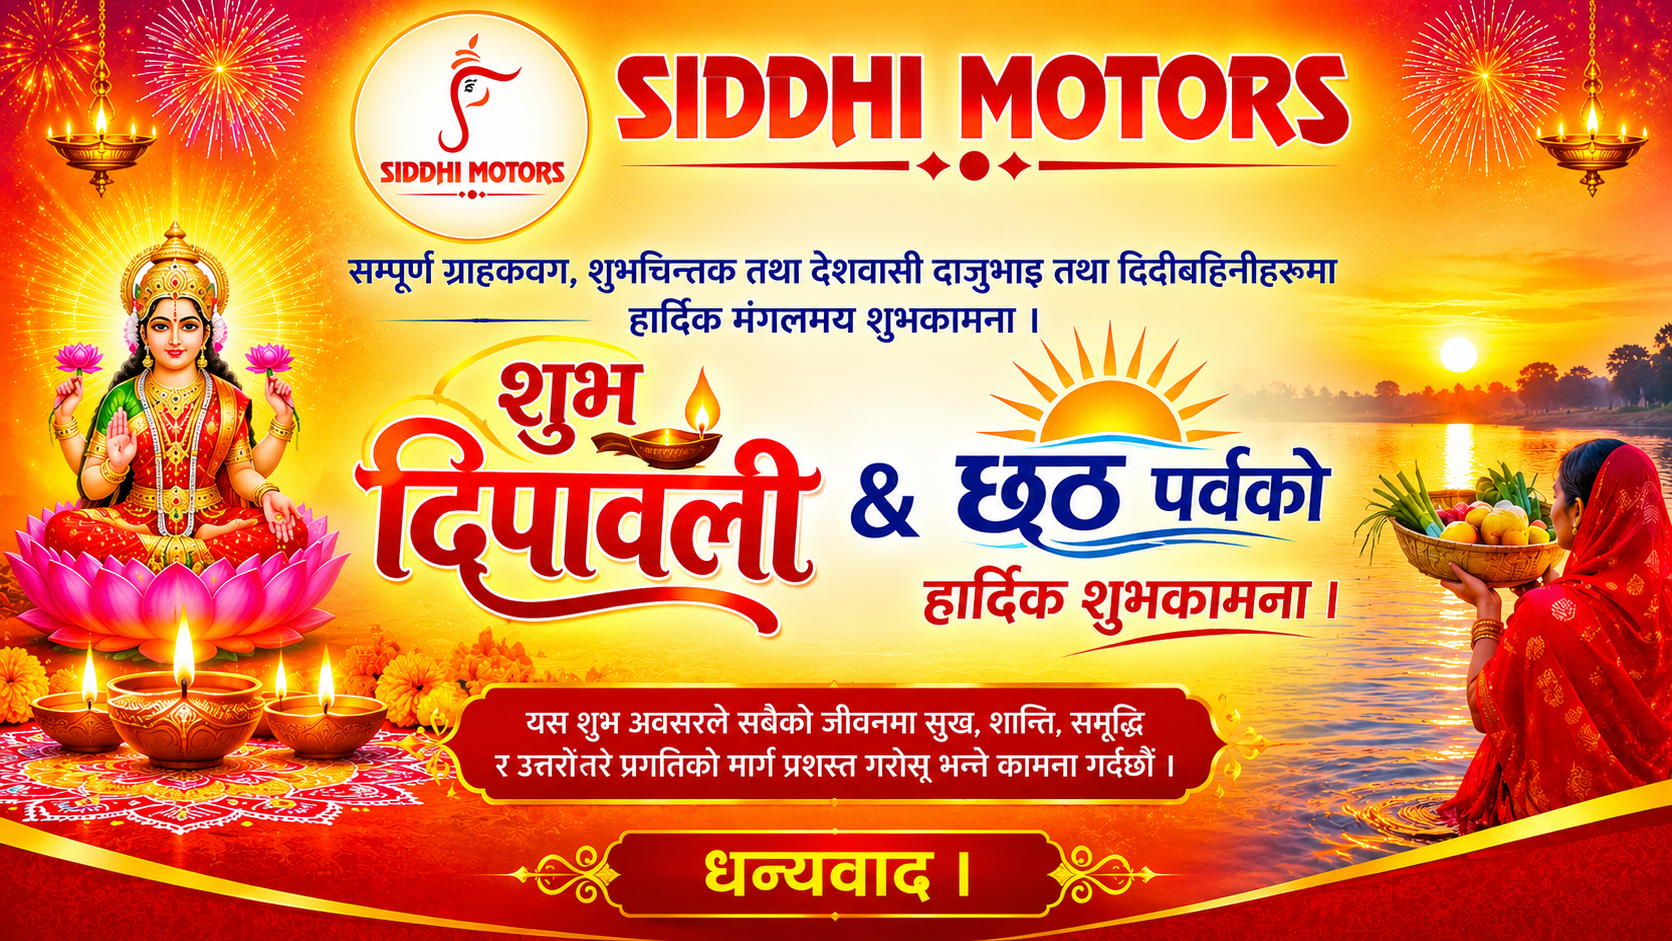 SIDDHI MOTORS
SIDDHI MOTORS
सम्पूर्ण ग्राहकवग, शुभचिन्तक तथा देशवासी दाजुभाइ तथा दिदीबहिनीहरूमा
हार्दिक मंगलमय शुभकामना ।
शुभ
दिपावली & छठ पर्वको
हार्दिक शुभकामना ।
यस शुभ अवसरले सबैको जीवनमा सुख, शान्ति, समृद्धि
र उत्तरोंतरे प्रगतिको मार्ग प्रशस्त गरोसू भन्ने कामना गर्दछौं ।
धन्यवाद ।